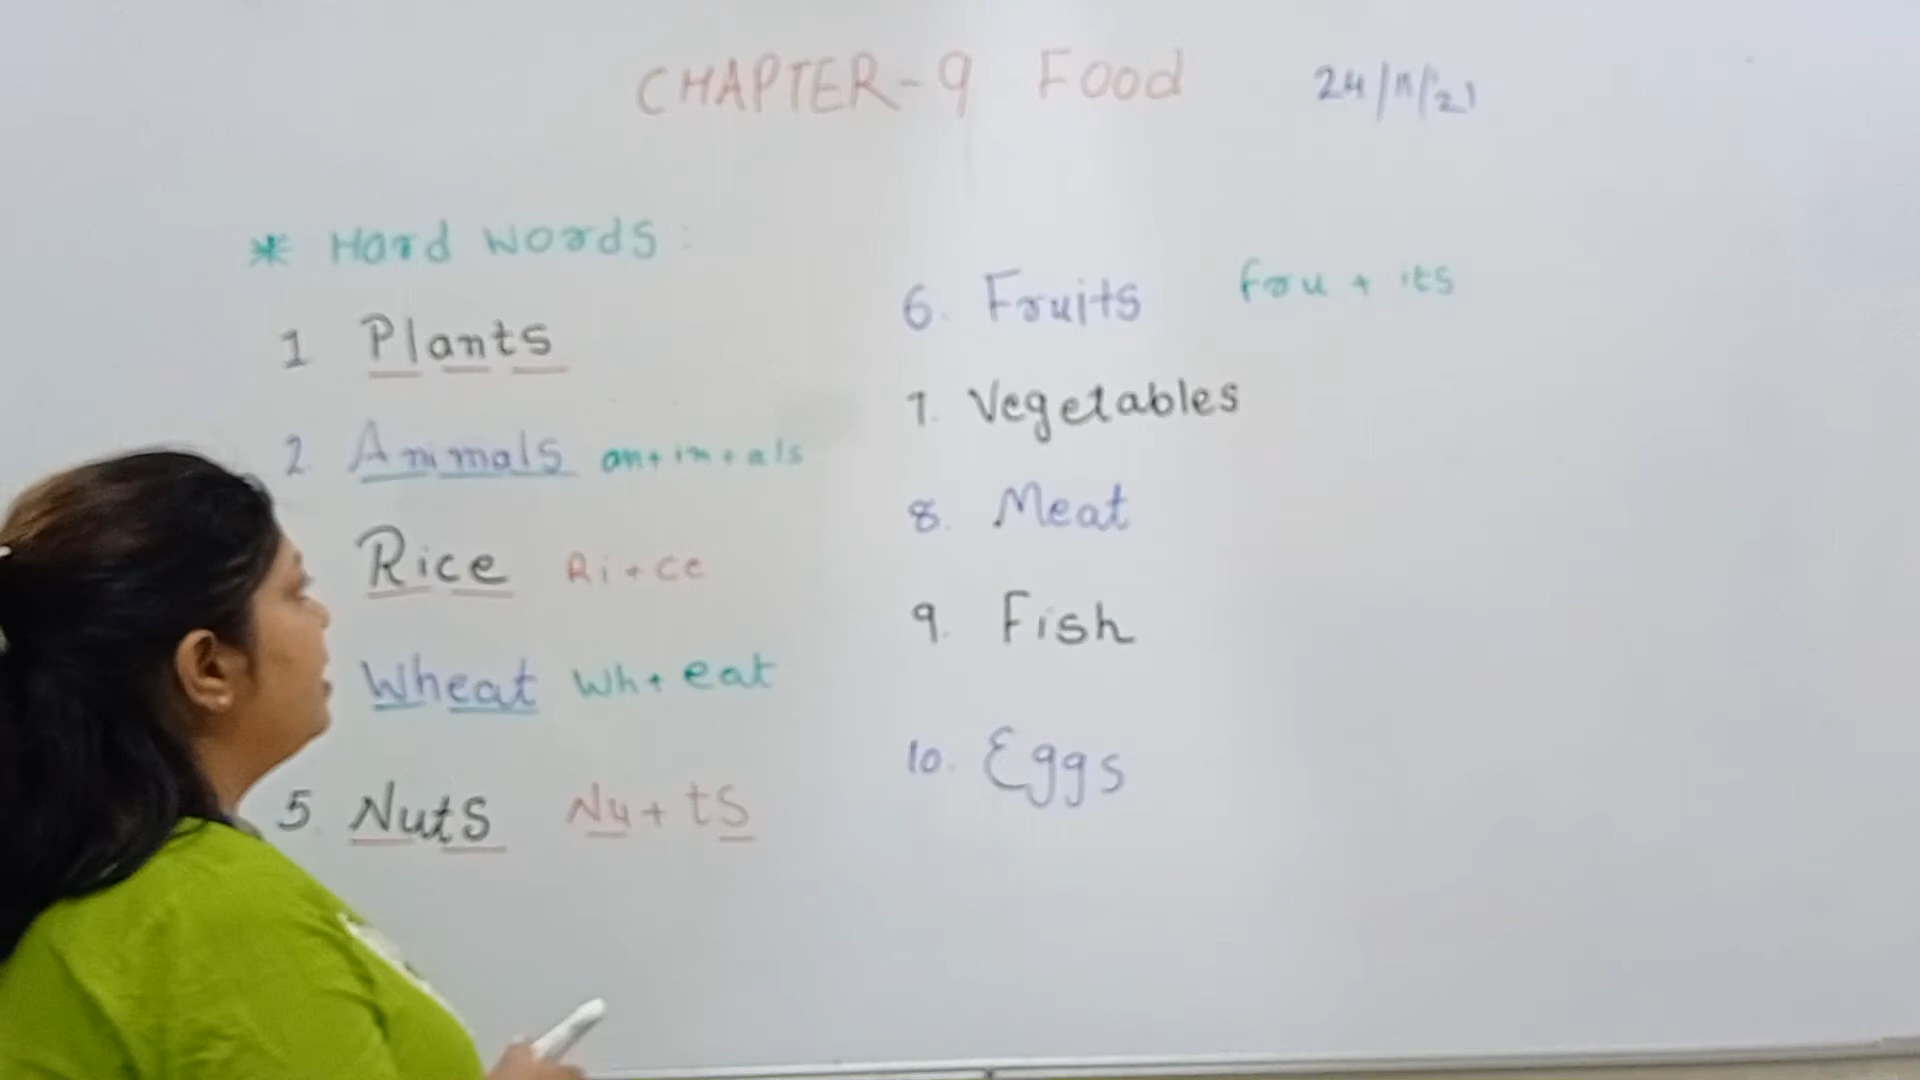 CHAPTER-9 Food 24/11/21
* Hard words:
1 Plants
2. Animals an+im+als
Rice Ri+ce
Wheat Wh+eat
5. Nuts Nu+ts
6. Fruits fru + its
7. Vegetables
8. Meat
9. Fish
10. Eggs